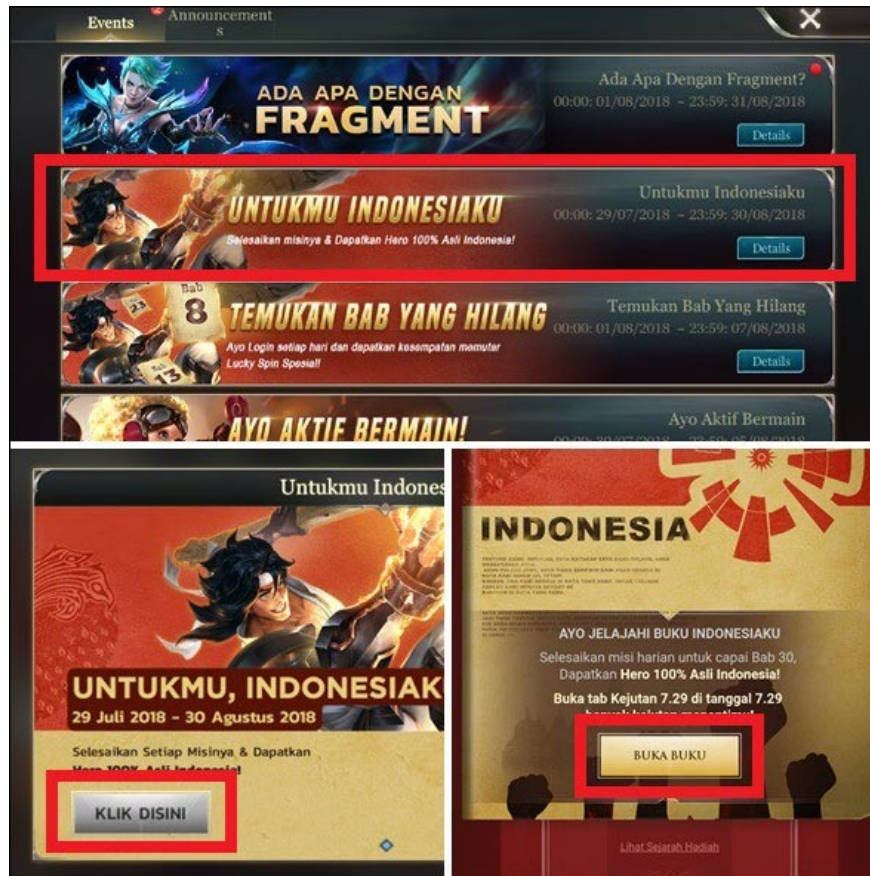 Events
2
Announcement
s
ADA APA DENGAN
FRAGMENT
Ada Apa Dengan Fragment?
00:00: 01/08/2018 ~ 23:59: 31/08/2018
Details
UNTUKMU INDONESIAKU
Selesaikan misinya & Dapatkan Hero 100% Asli Indonesia!
Untukmu Indonesiaku
00:00: 29/07/2018 ~ 23:59: 30/08/2018
Details
Bab
23
8
13
TEMUKAN BAB YANG HILANG
Ayo Login setiap hari dan dapatkan kesempatan memutar
Lucky Spin Spesial!
Temukan Bab Yang Hilang
00:00: 01/08/2018 ~ 23:59: 07/08/2018
Details
AYO AKTIF BERMAIN!
Ayo Aktif Bermain
Untukmu Indones
UNTUKMU, INDONESIAK
29 Juli 2018 - 30 Agustus 2018
Selesaikan Setiap Misinya & Dapatkan
Hero 100% Asli Indonesia!
KLIK DISINI
INDONESIA
AYO JELAJAHI BUKU INDONESIAKU
Selesaikan misi harian untuk capai Bab 30,
Dapatkan Hero 100% Asli Indonesia!
Buka tab Kejutan 7.29 di tanggal 7.29
BUKA BUKU
Lihat Sejarah Hadiah